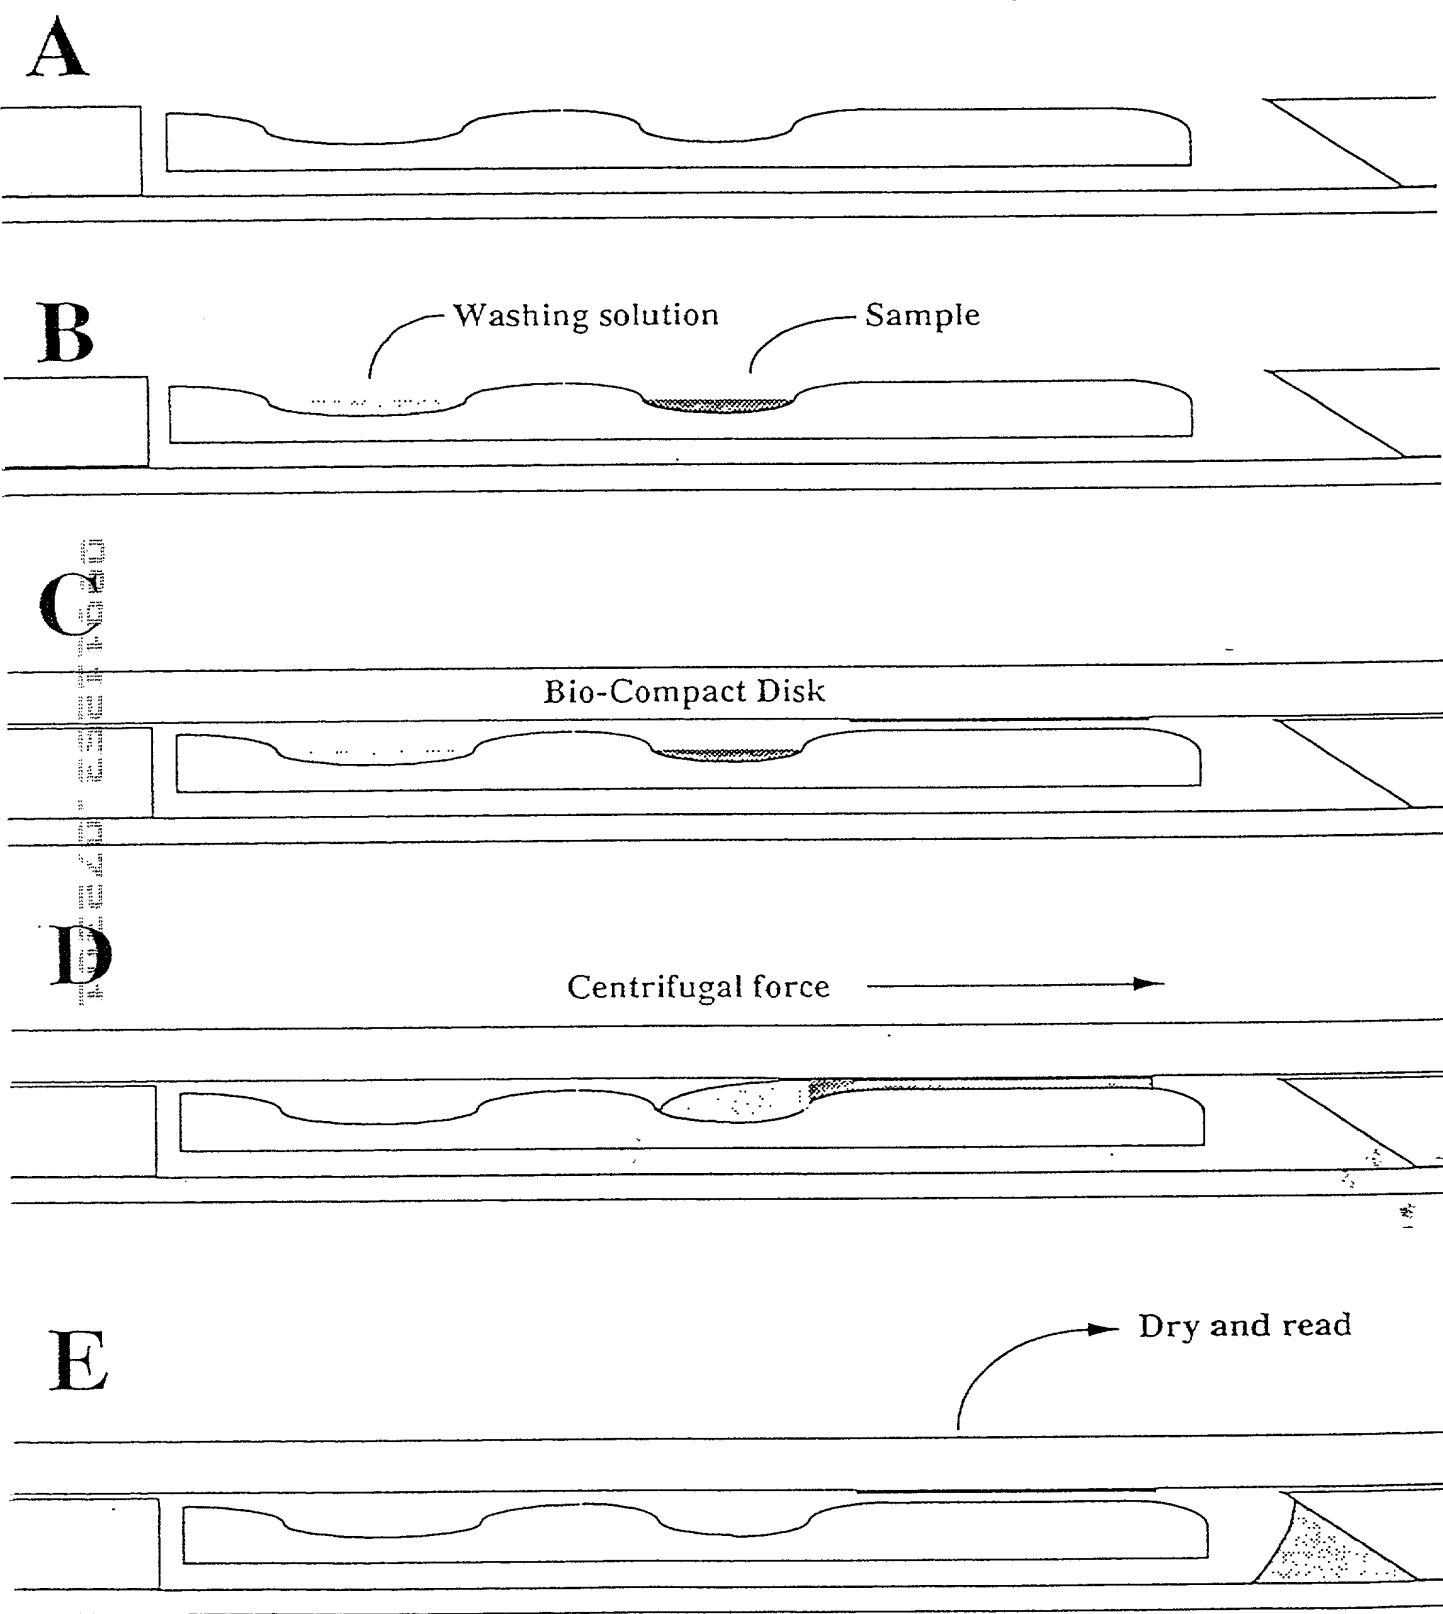 A
B
Washing solution
Sample
C
Bio-Compact Disk
D
Centrifugal force
E
Dry and read